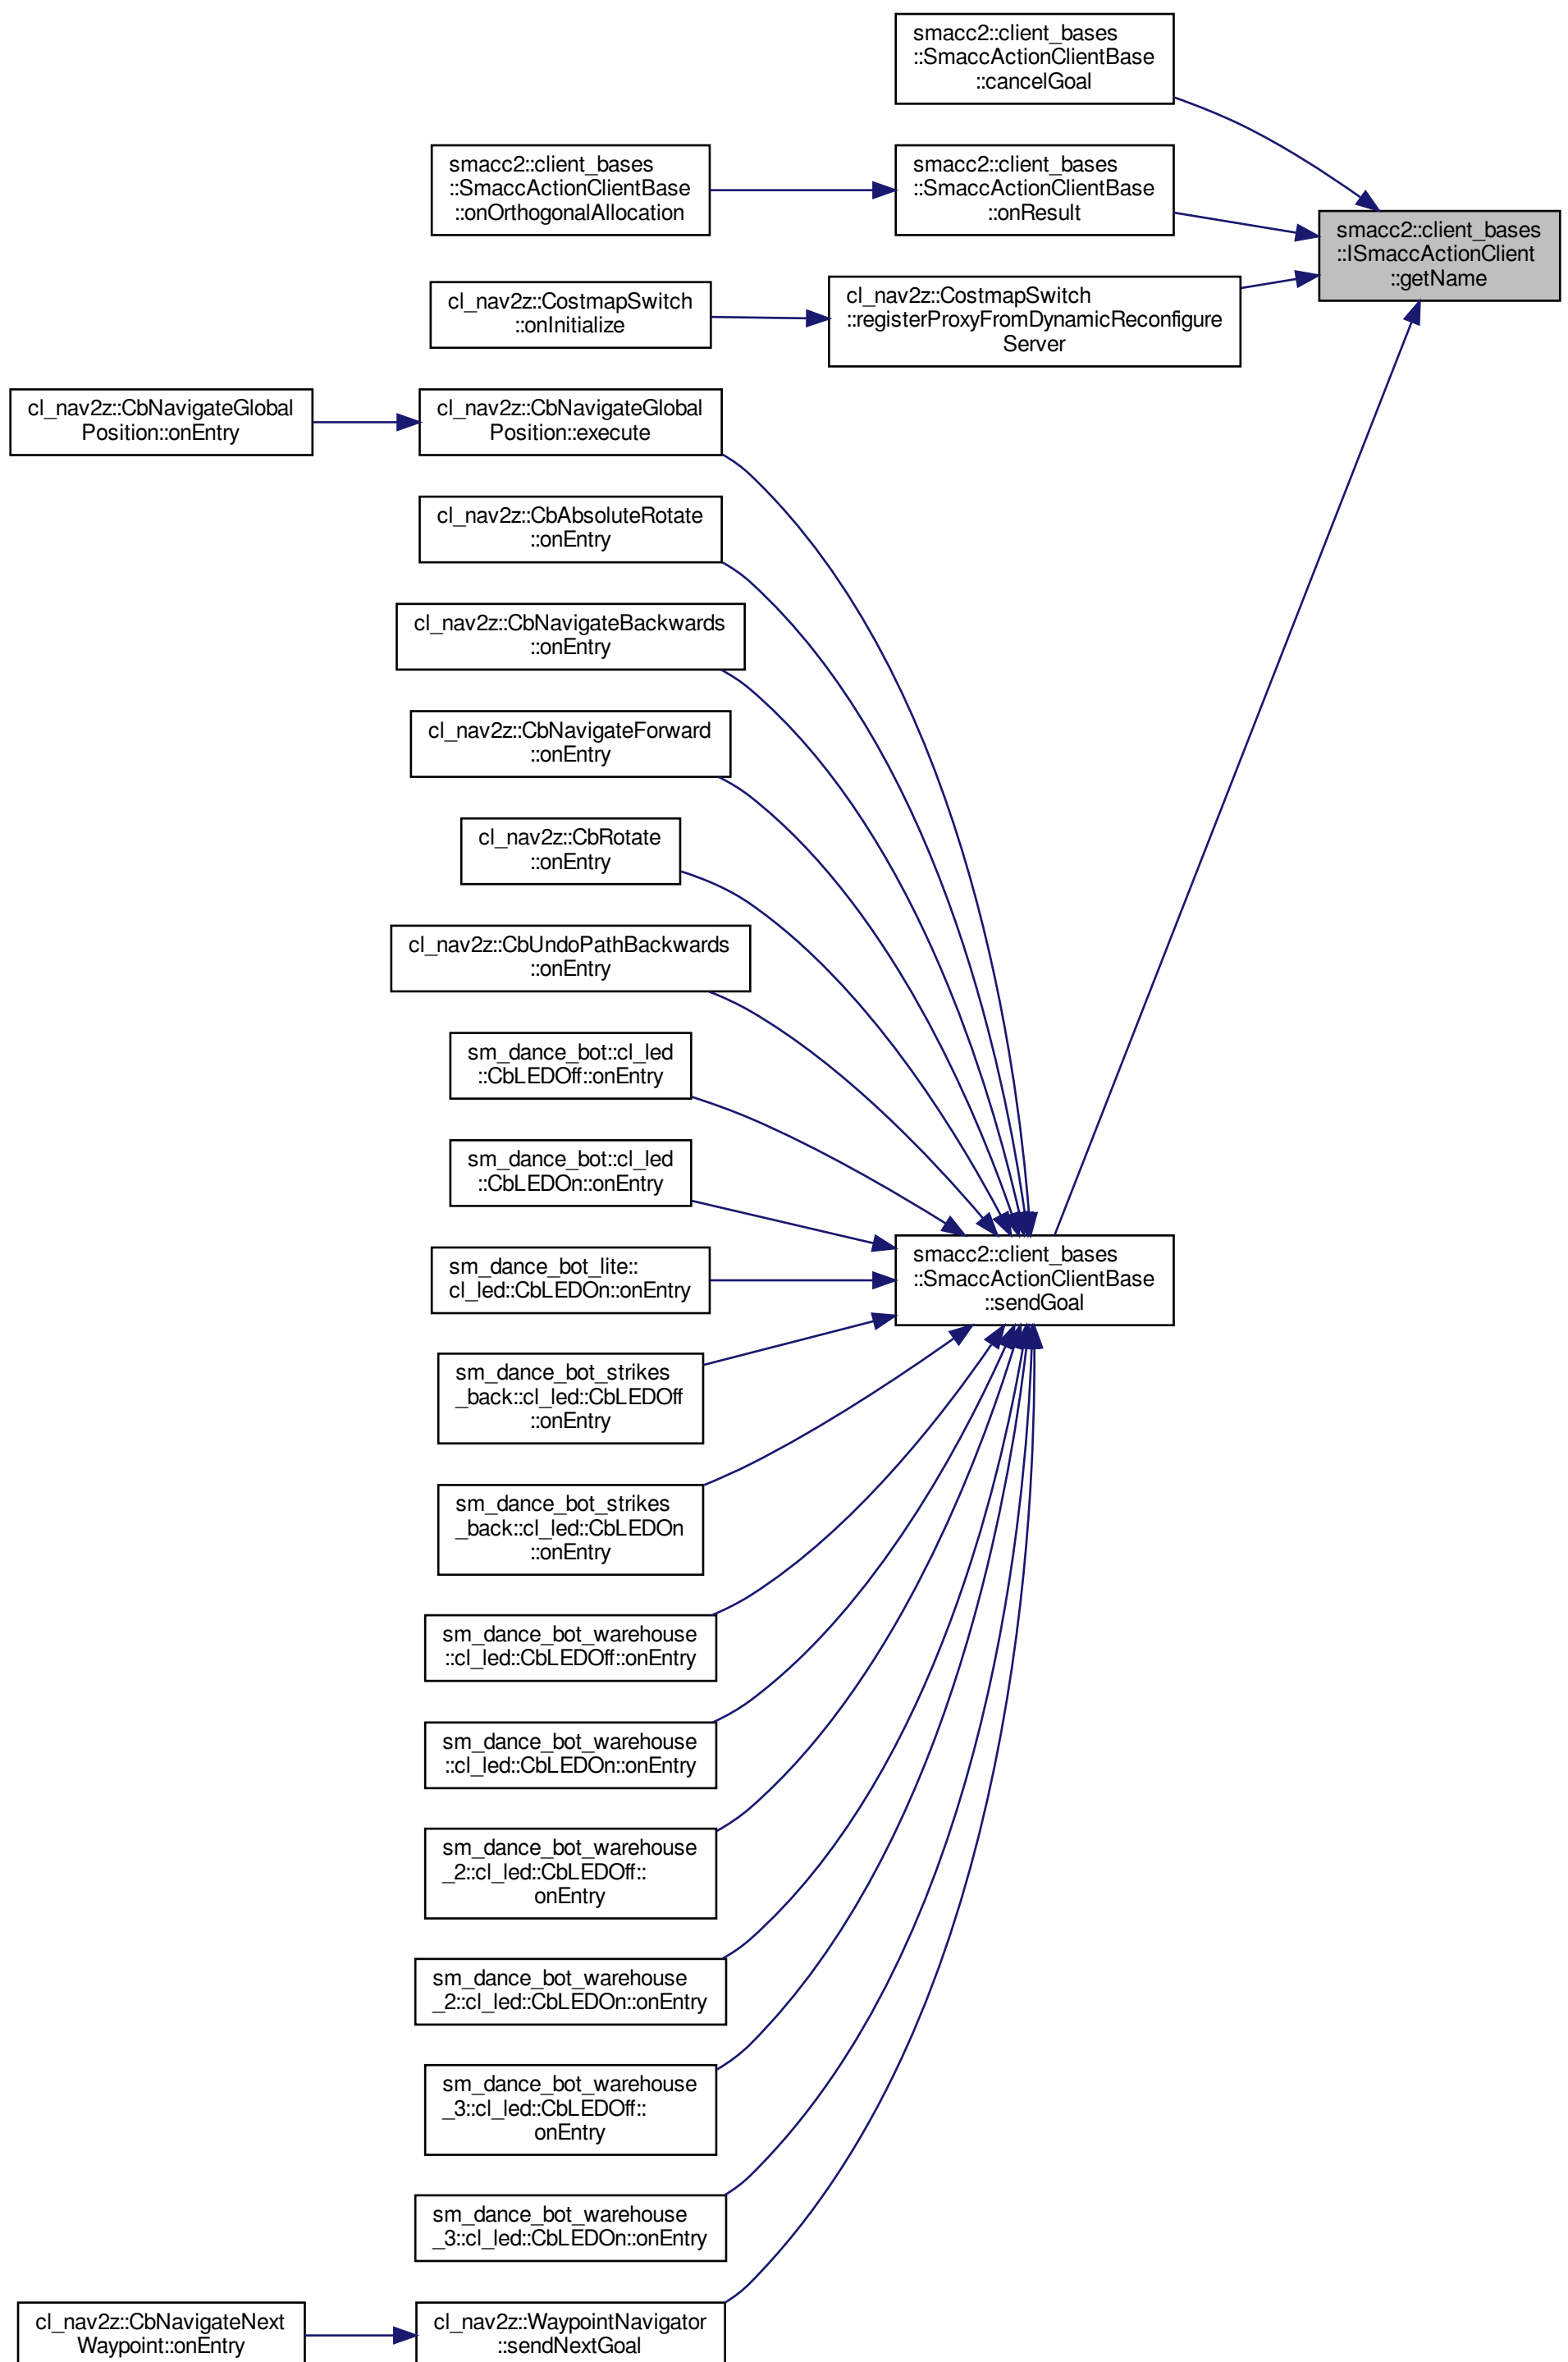 smacc2::client_bases
::SmaccActionClientBase
::cancelGoal
smacc2::client_bases
::SmaccActionClientBase
::onOrthogonalAllocation
smacc2::client_bases
::SmaccActionClientBase
::onResult
smacc2::client_bases
::ISmaccActionClient
::getName
cl_nav2z::CostmapSwitch
::onInitialize
cl_nav2z::CostmapSwitch
::registerProxyFromDynamicReconfigure
Server
cl_nav2z::CbNavigateGlobal
Position::onEntry
cl_nav2z::CbNavigateGlobal
Position::execute
cl_nav2z::CbAbsoluteRotate
::onEntry
cl_nav2z::CbNavigateBackwards
::onEntry
cl_nav2z::CbNavigateForward
::onEntry
cl_nav2z::CbRotate
::onEntry
cl_nav2z::CbUndoPathBackwards
::onEntry
sm_dance_bot::cl_led
::CbLEDOff::onEntry
sm_dance_bot::cl_led
::CbLEDOn::onEntry
smacc2::client_bases
::SmaccActionClientBase
::sendGoal
sm_dance_bot_lite::
cl_led::CbLEDOn::onEntry
sm_dance_bot_strikes
_back::cl_led::CbLEDOff
::onEntry
sm_dance_bot_strikes
_back::cl_led::CbLEDOn
::onEntry
sm_dance_bot_warehouse
::cl_led::CbLEDOff::onEntry
sm_dance_bot_warehouse
::cl_led::CbLEDOn::onEntry
sm_dance_bot_warehouse
_2::cl_led::CbLEDOff::
onEntry
sm_dance_bot_warehouse
_2::cl_led::CbLEDOn::onEntry
sm_dance_bot_warehouse
_3::cl_led::CbLEDOff::
onEntry
sm_dance_bot_warehouse
_3::cl_led::CbLEDOn::onEntry
cl_nav2z::CbNavigateNext
Waypoint::onEntry
cl_nav2z::WaypointNavigator
::sendNextGoal